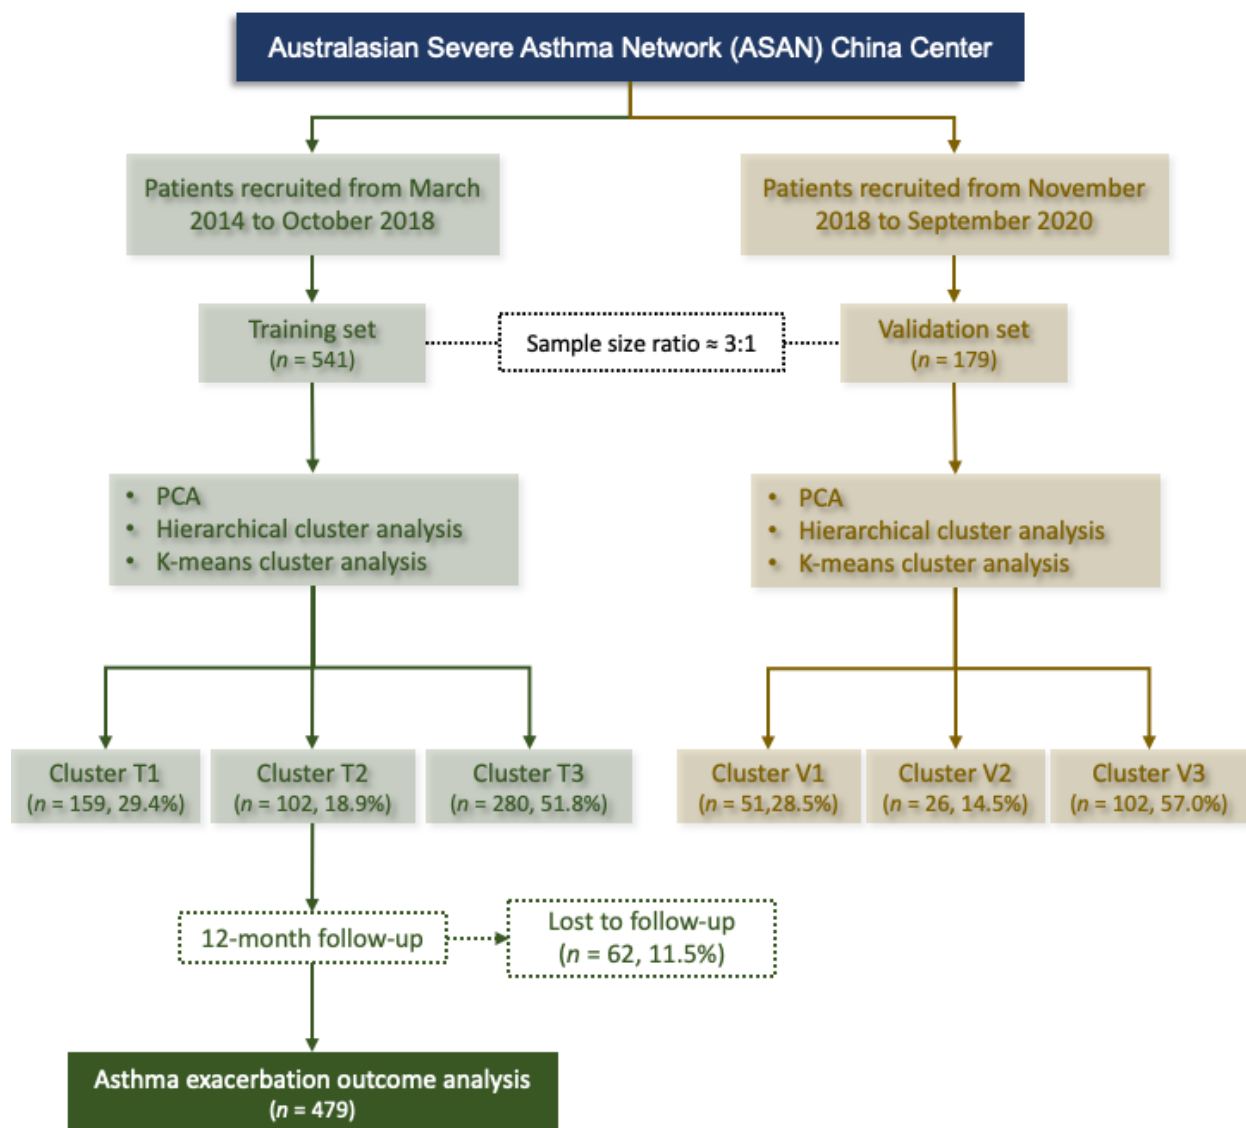 Australasian Severe Asthma Network (ASAN) China Center
Patients recruited from March
2014 to October 2018
Patients recruited from November
2018 to September 2020
Training set
(n = 541)
Sample size ratio ≈ 3:1
Validation set
(n = 179)
• PCA
• Hierarchical cluster analysis
• K-means cluster analysis
• PCA
• Hierarchical cluster analysis
• K-means cluster analysis
Cluster T1
(n = 159, 29.4%)
Cluster T2
(n = 102, 18.9%)
Cluster T3
(n = 280, 51.8%)
Cluster V1
(n = 51,28.5%)
Cluster V2
(n = 26, 14.5%)
Cluster V3
(n = 102, 57.0%)
12-month follow-up
Lost to follow-up
(n = 62, 11.5%)
Asthma exacerbation outcome analysis
(n = 479)